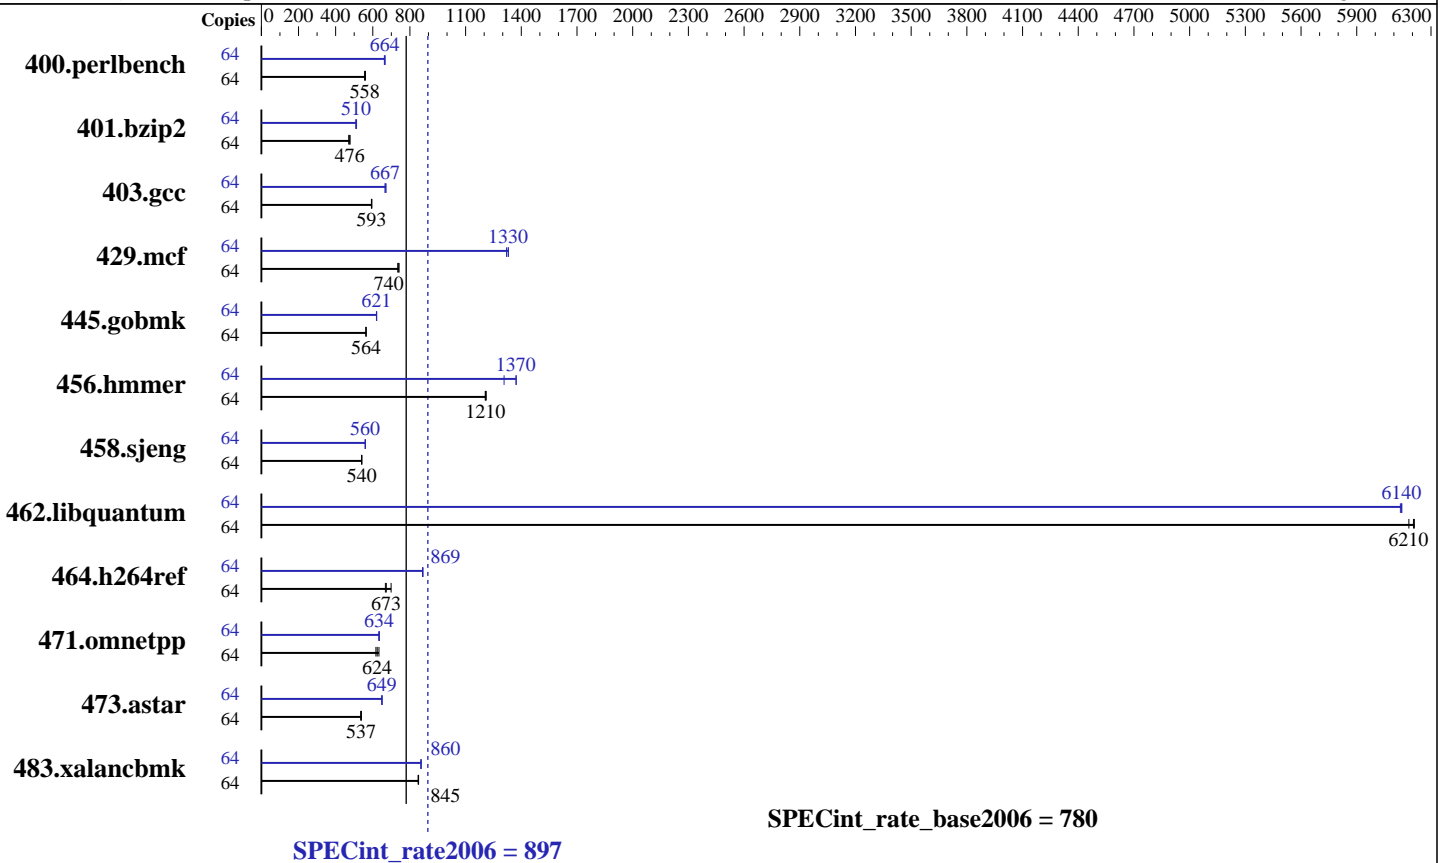 Copies 0 200 400 600 800 1100 1400 1700 2000 2300 2600 2900 3200 3500 3800 4100 4400 4700 5000 5300 5600 5900 6300
400.perlbench 64 664
64 558
401.bzip2 64 510
64 476
403.gcc 64 667
64 593
429.mcf 64 1330
64 740
445.gobmk 64 621
64 564
456.hmmer 64 1370
64 1210
458.sjeng 64 560
64 540
462.libquantum 64 6140
64 6210
464.h264ref 64 869
64 673
471.omnetpp 64 634
64 624
473.astar 64 649
64 537
483.xalancbmk 64 860
64 845
SPECint_rate_base2006 = 780
SPECint_rate2006 = 897